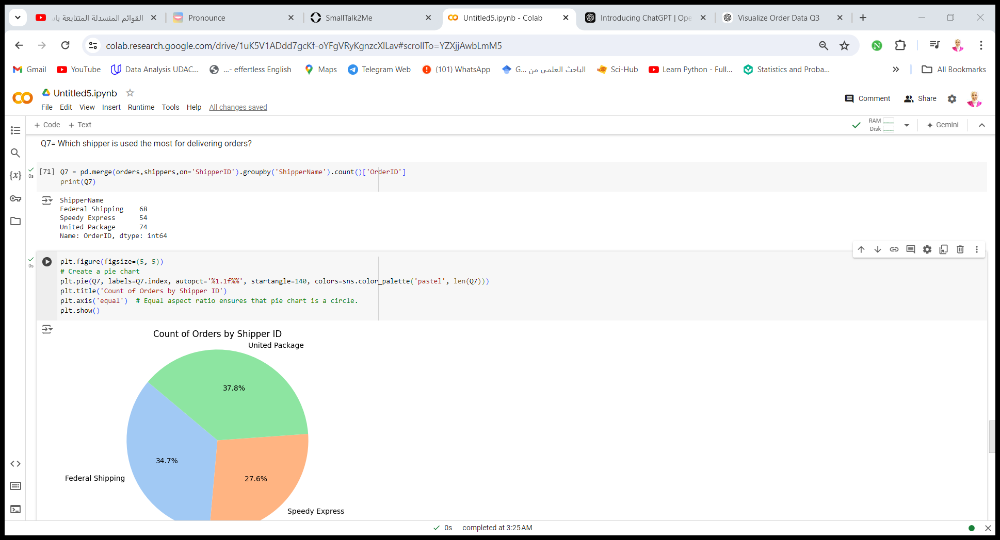 القوائم المنسدلة المتتابعة
Pronounce
SmallTalk2Me
Untitled5.ipynb - Colab
Introducing ChatGPT | Ope
Visualize Order Data Q3
colab.research.google.com/drive/1uK5V1ADdd7gcKf-oYFgVRyKgnzcXlLav#scrollTo=YZXjjAwbLmM5
Gmail
YouTube
Data Analysis UDAC...
...- effertless English
Maps
Telegram Web
(101) WhatsApp
G... الباحث العلمي من
Sci-Hub
Learn Python - Full...
Statistics and Proba...
All Bookmarks
Untitled5.ipynb
Comment
Share
File Edit View Insert Runtime Tools Help All changes saved
+ Code + Text
RAM
Disk
Gemini
Q7= Which shipper is used the most for delivering orders?
[71] Q7 = pd.merge(orders,shippers,on='ShipperID').groupby('ShipperName').count()['OrderID']
0s
print(Q7)
ShipperName
Federal Shipping 68
Speedy Express 54
United Package 74
Name: OrderID, dtype: int64
0s
plt.figure(figsize=(5, 5))
# Create a pie chart
plt.pie(Q7, labels=Q7.index, autopct='%1.1f%%', startangle=140, colors=sns.color_palette('pastel', len(Q7)))
plt.title('Count of Orders by Shipper ID')
plt.axis('equal')  # Equal aspect ratio ensures that pie chart is a circle.
plt.show()
Count of Orders by Shipper ID
United Package
37.8%
34.7%
Federal Shipping
27.6%
Speedy Express
0s completed at 3:25 AM